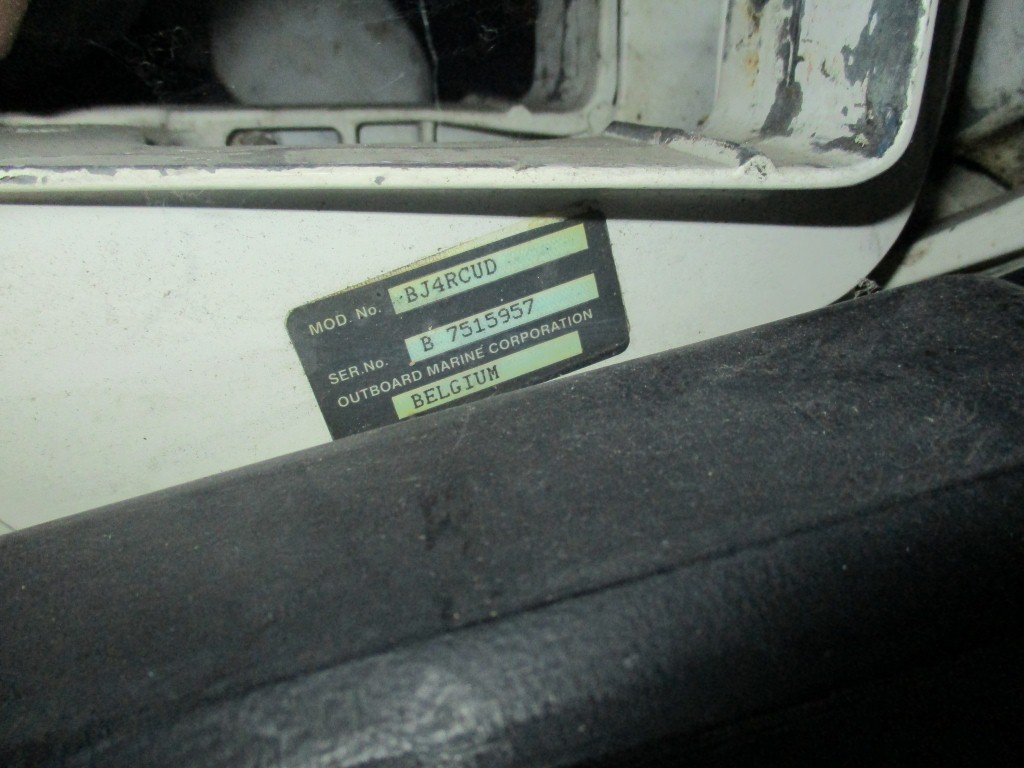 MOD. No. BJ4RCUD
SER.No. B 7515957
OUTBOARD MARINE CORPORATION
BELGIUM